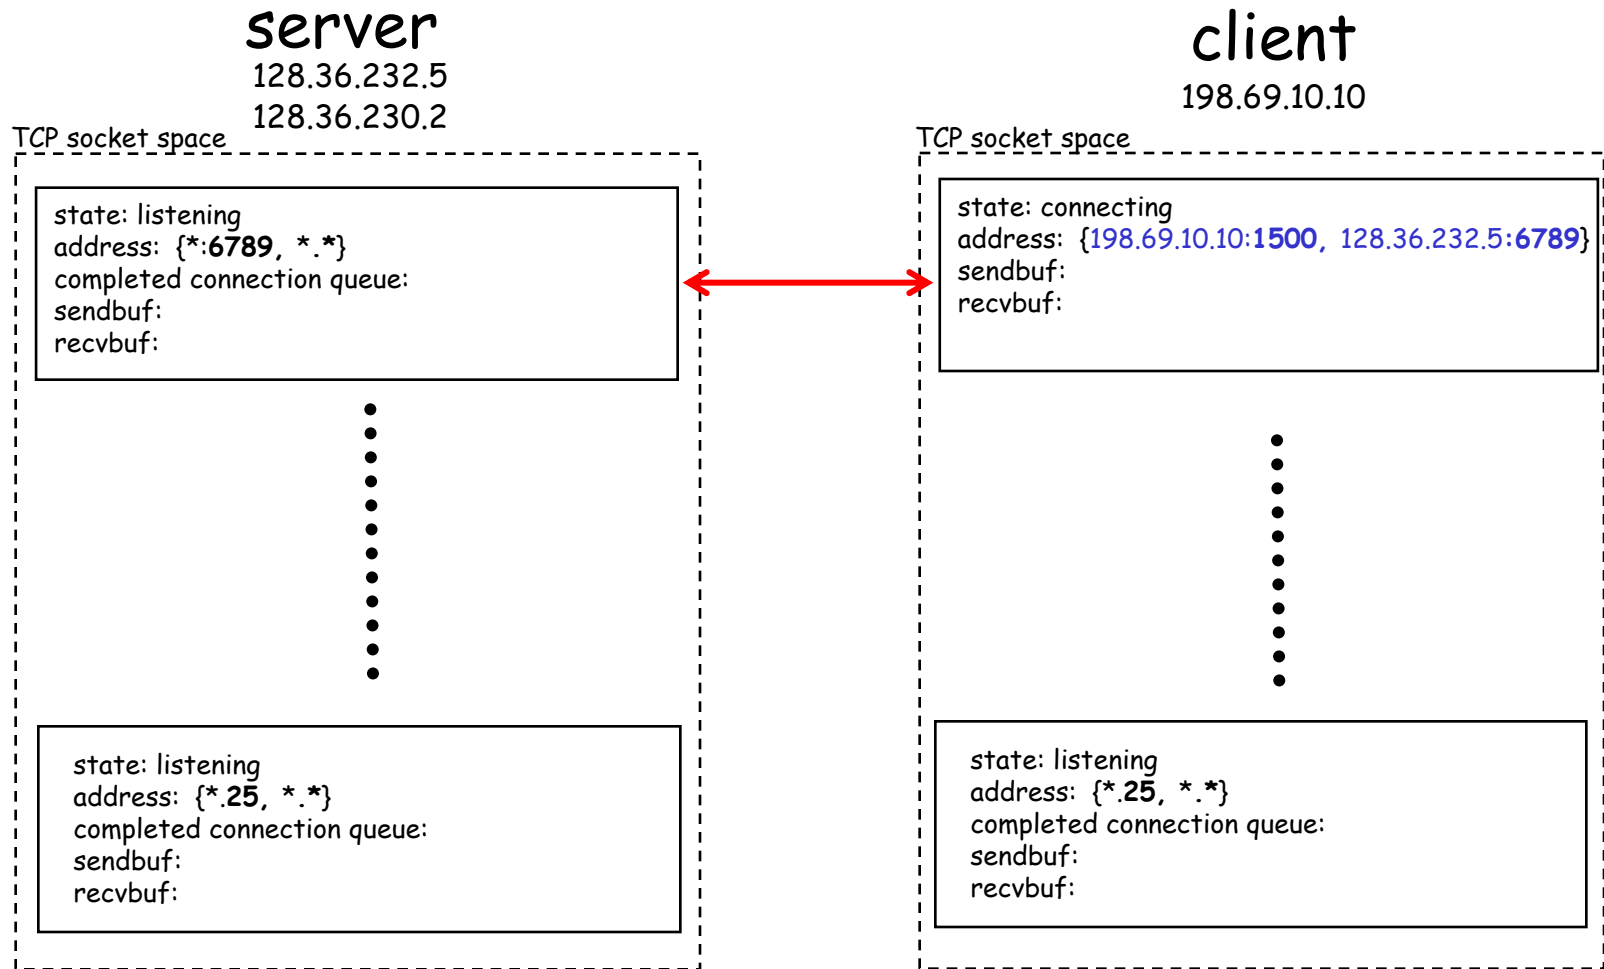 server
128.36.232.5
128.36.230.2
TCP socket space
state: listening
address: {*:6789, *.*}
completed connection queue:
sendbuf:
recvbuf:
state: listening
address: {*.25, *.*}
completed connection queue:
sendbuf:
recvbuf:
client
198.69.10.10
TCP socket space
state: connecting
address: {198.69.10.10:1500, 128.36.232.5:6789}
sendbuf:
recvbuf:
state: listening
address: {*.25, *.*}
completed connection queue:
sendbuf:
recvbuf: